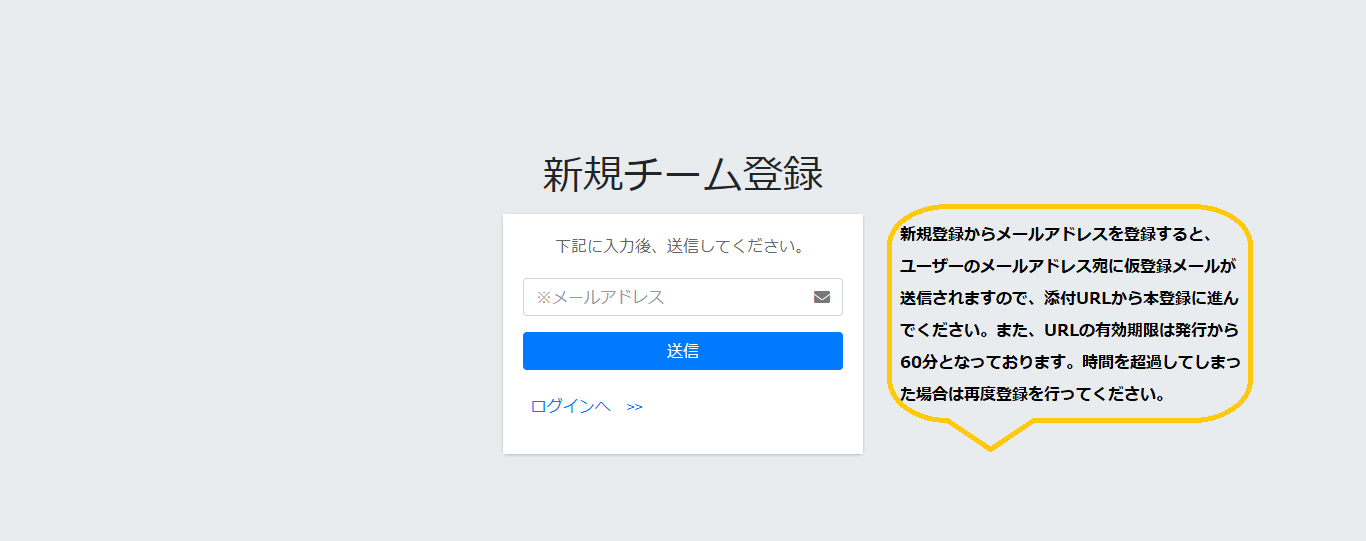 新規チーム登録
下記に入力後、送信してください。
※メールアドレス
送信
ログインへ >>
新規登録からメールアドレスを登録すると、
ユーザーのメールアドレス宛に仮登録メールが
送信されますので、添付URLから本登録に進ん
でください。また、URLの有効期限は発行から
60分となっております。時間を超過してしまっ
た場合は再度登録を行ってください。